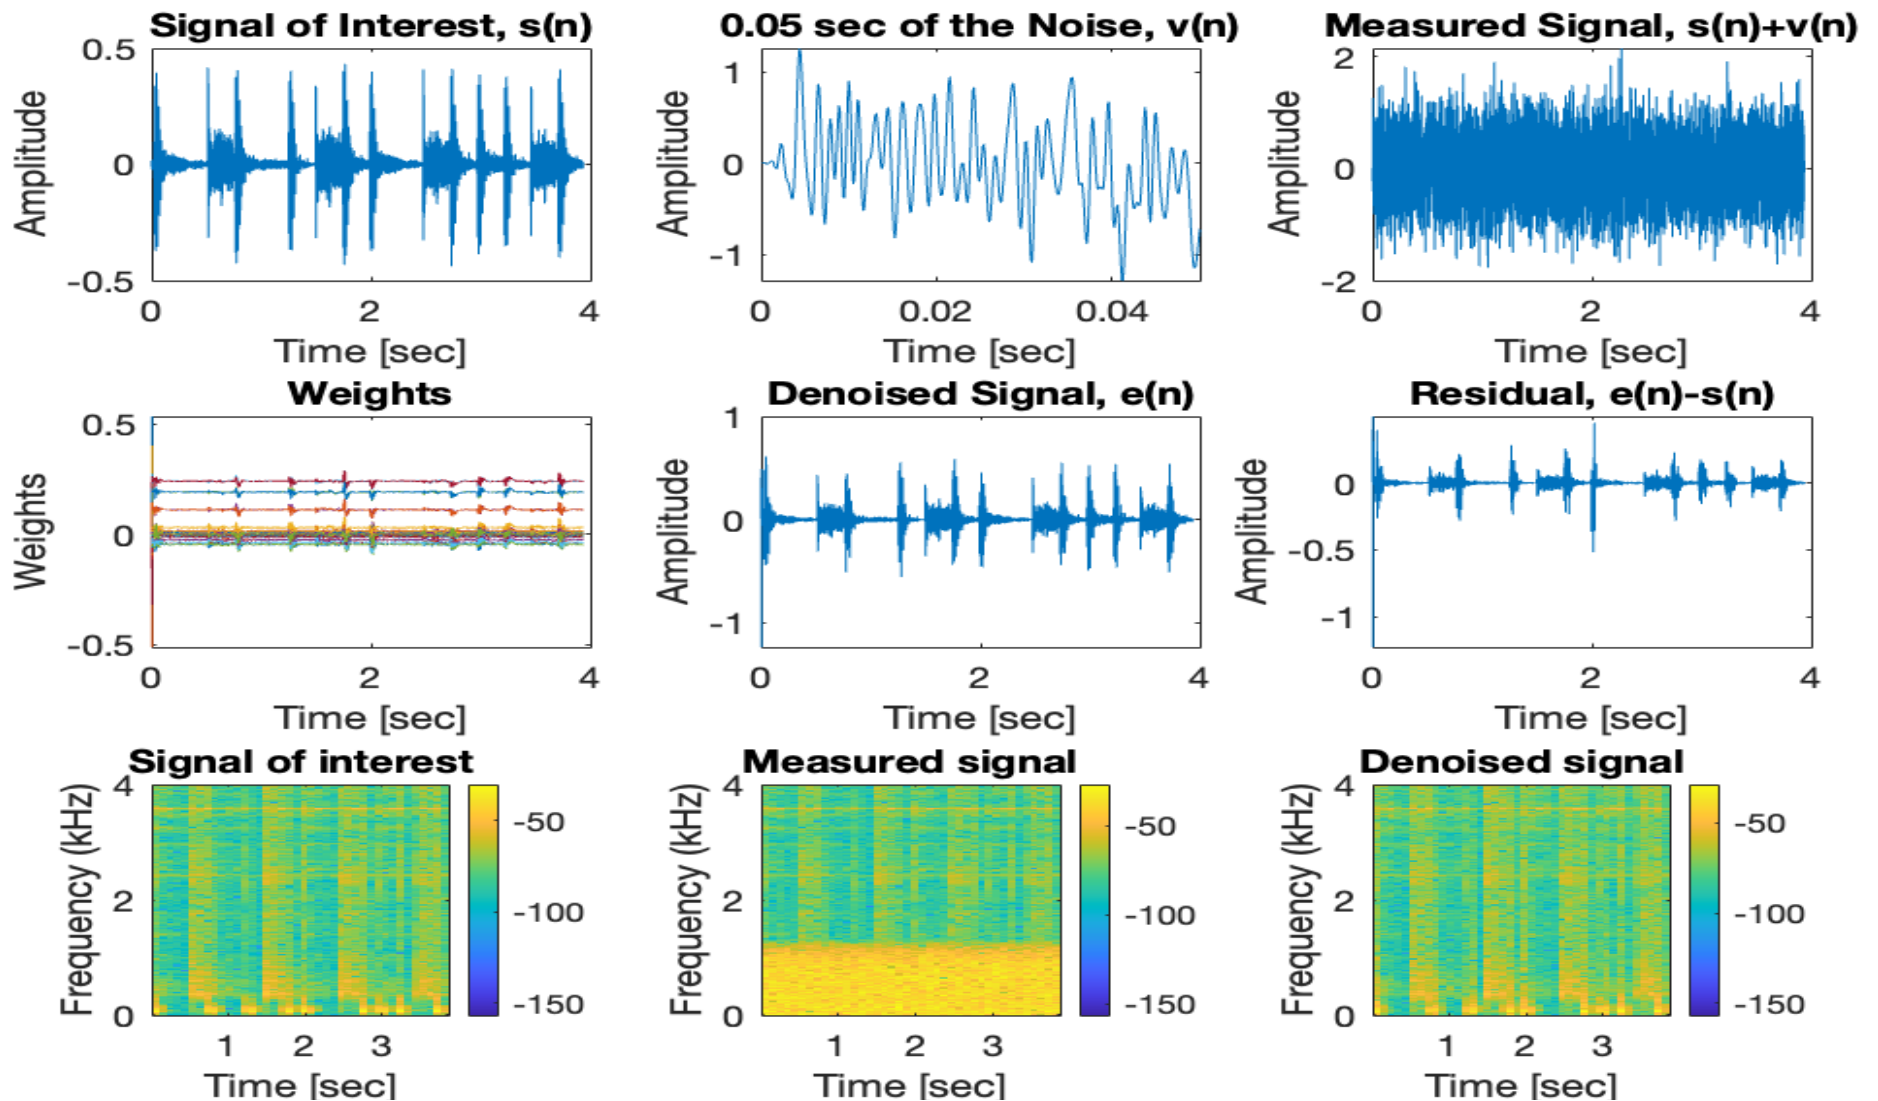 Signal of Interest, s(n)
0.05 sec of the Noise, v(n)
Measured Signal, s(n)+v(n)
Amplitude
0.5
0
-0.5
0 2 4
Time [sec]
Amplitude
1
0
-1
0 0.02 0.04
Time [sec]
Amplitude
2
0
-2
0 2 4
Time [sec]
Weights
Weights
0.5
0
-0.5
0 2 4
Time [sec]
Denoised Signal, e(n)
Amplitude
1
0
-1
0 2 4
Time [sec]
Residual, e(n)-s(n)
Amplitude
0
-0.5
-1
0 2 4
Time [sec]
Signal of interest
Frequency (kHz)
4
2
0
1 2 3
Time [sec]
-50
-100
-150
Measured signal
Frequency (kHz)
4
2
0
1 2 3
Time [sec]
-50
-100
-150
Denoised signal
Frequency (kHz)
4
2
0
1 2 3
Time [sec]
-50
-100
-150